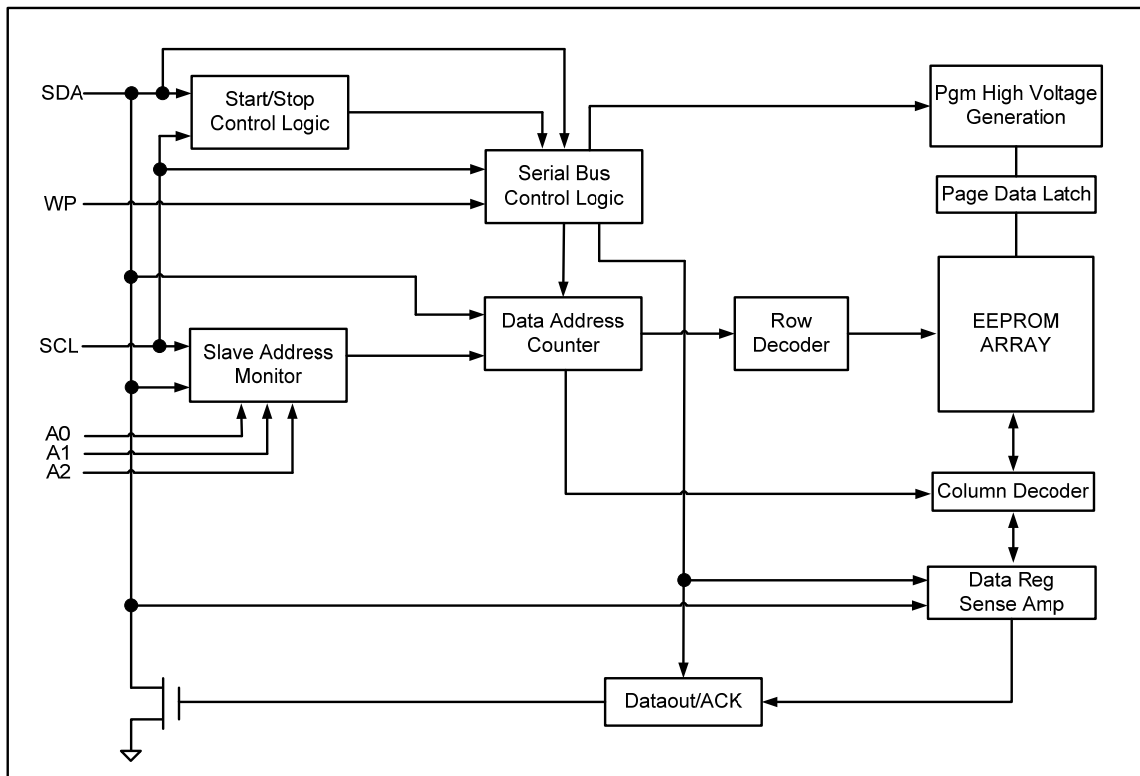 SDA
Start/Stop
Control Logic
Pgm High Voltage
Generation
Serial Bus
Control Logic
WP
Page Data Latch
Data Address
Counter
Row
Decoder
EEPROM
ARRAY
SCL
Slave Address
Monitor
A0
A1
A2
Column Decoder
Data Reg
Sense Amp
Dataout/ACK